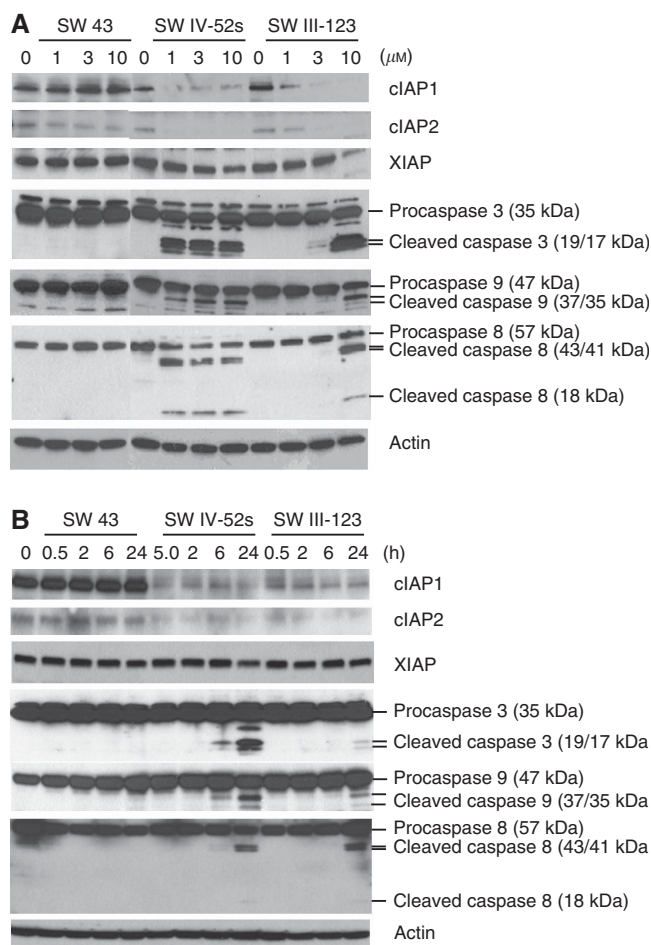 A
SW 43 SW IV-52s SW III-123
0 1 3 10 0 1 3 10 0 1 3 10 (μM)
cIAP1
cIAP2
XIAP
Procaspase 3 (35 kDa)
Cleaved caspase 3 (19/17 kDa)
Procaspase 9 (47 kDa)
Cleaved caspase 9 (37/35 kDa)
Procaspase 8 (57 kDa)
Cleaved caspase 8 (43/41 kDa)
Cleaved caspase 8 (18 kDa)
Actin
B
SW 43 SW IV-52s SW III-123
0 0.5 2 6 24 5.0 2 6 24 0.5 2 6 24 (h)
cIAP1
cIAP2
XIAP
Procaspase 3 (35 kDa)
Cleaved caspase 3 (19/17 kDa
Procaspase 9 (47 kDa)
Cleaved caspase 9 (37/35 kDa
Procaspase 8 (57 kDa)
Cleaved caspase 8 (43/41 kDa
Cleaved caspase 8 (18 kDa)
Actin